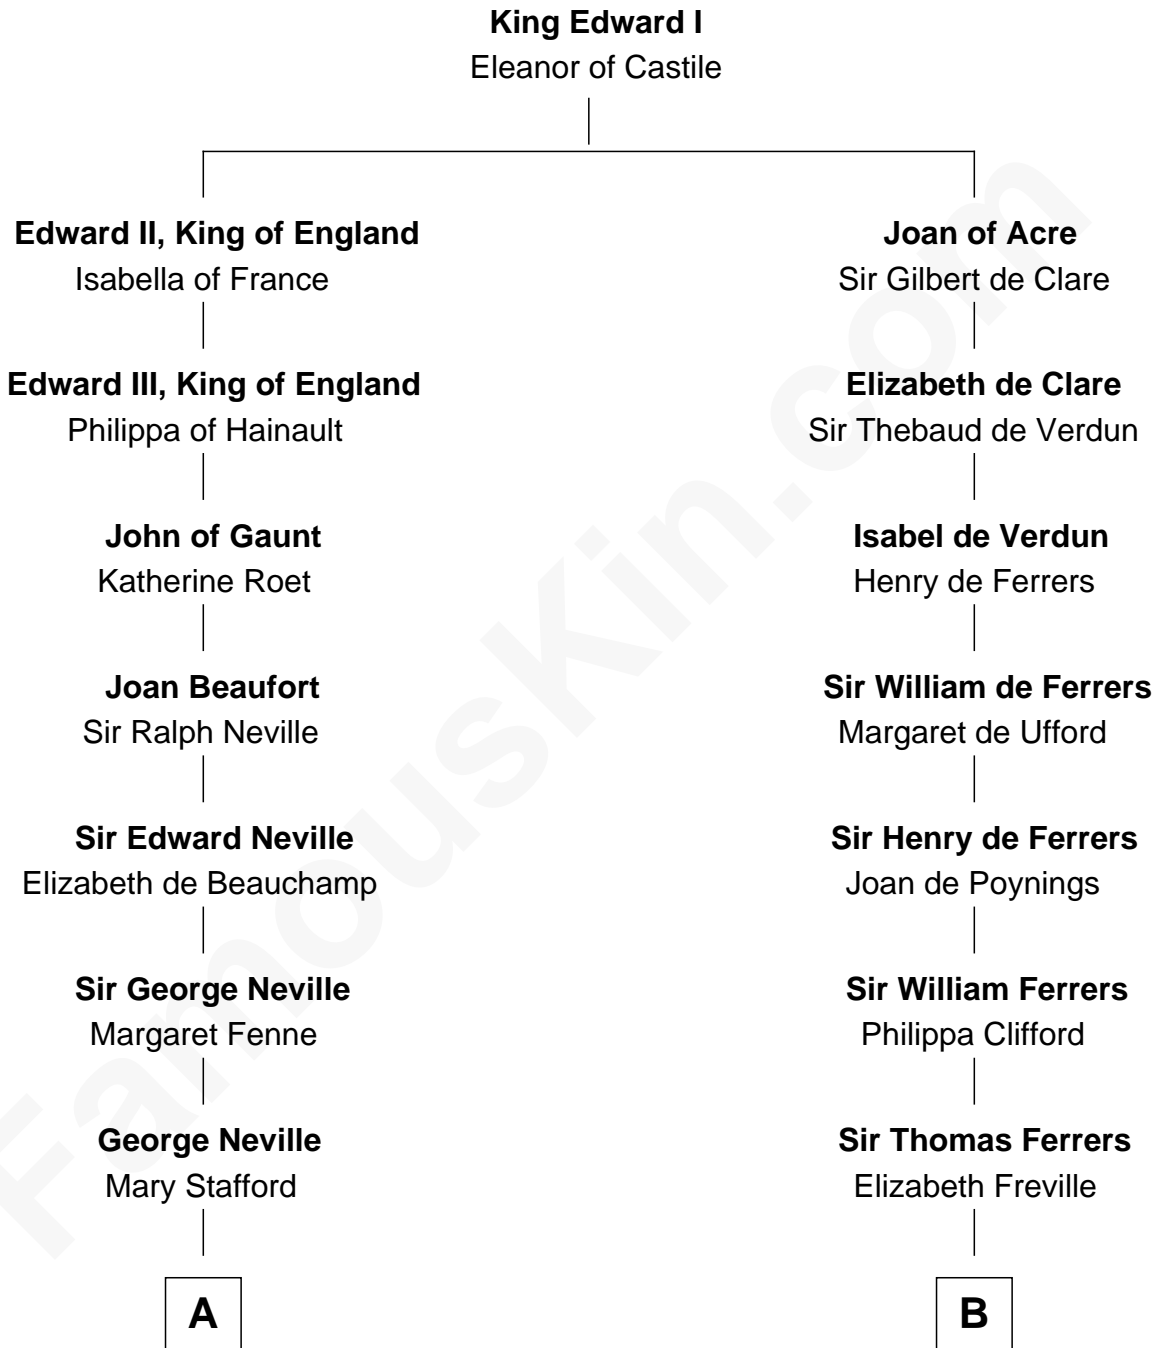 King Edward I
Eleanor of Castile
Edward II, King of England
Isabella of France
Edward III, King of England
Philippa of Hainault
John of Gaunt
Katherine Roet
Joan Beaufort
Sir Ralph Neville
Sir Edward Neville
Elizabeth de Beauchamp
Sir George Neville
Margaret Fenne
George Neville
Mary Stafford
A
Joan of Acre
Sir Gilbert de Clare
Elizabeth de Clare
Sir Thebaud de Verdun
Isabel de Verdun
Henry de Ferrers
Sir William de Ferrers
Margaret de Ufford
Sir Henry de Ferrers
Joan de Poynings
Sir William Ferrers
Philippa Clifford
Sir Thomas Ferrers
Elizabeth Freville
B
FamousKin.com